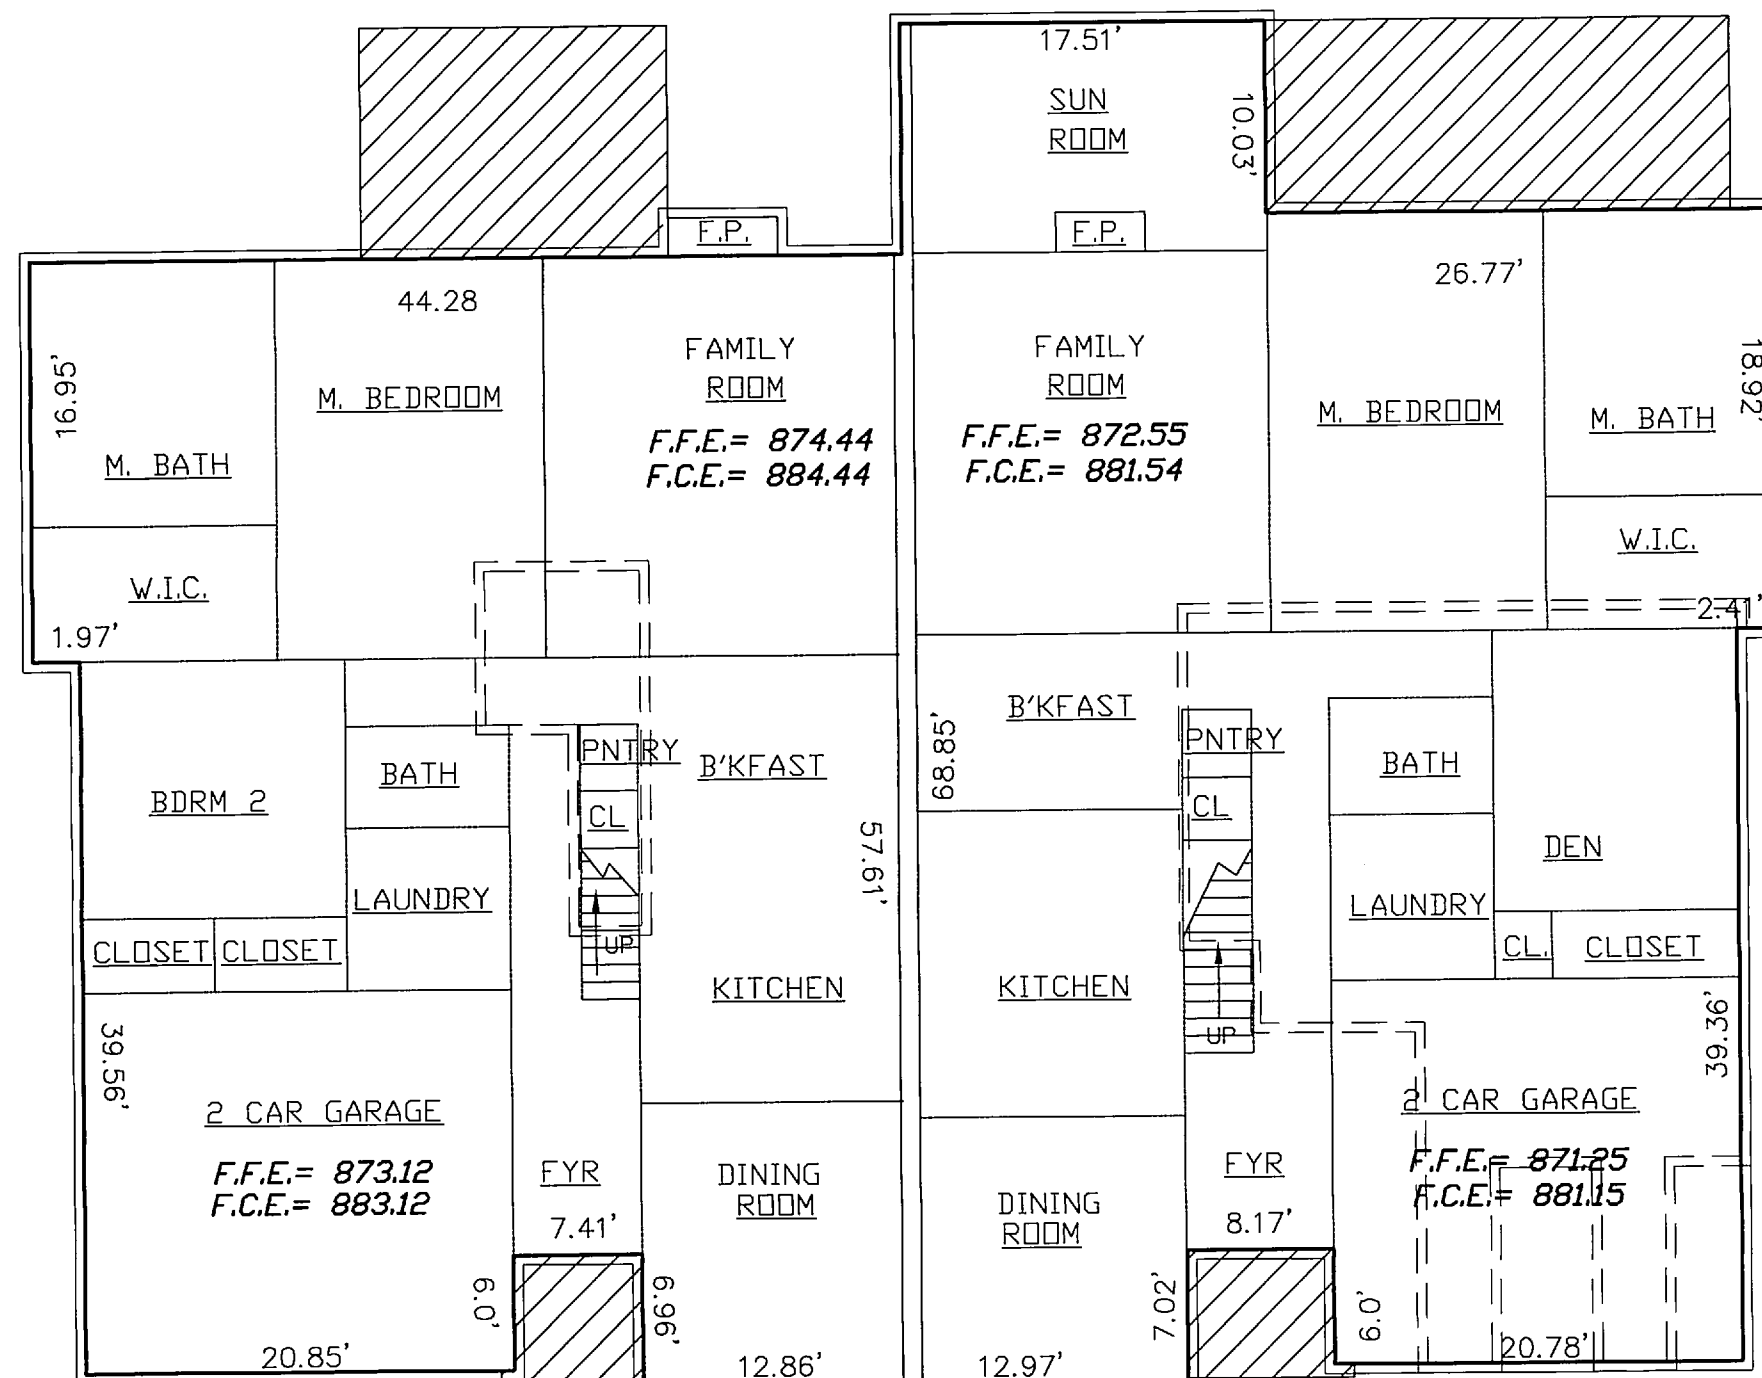 17.51'
SUN
ROOM
10.03'
F.P.
F.P.
44.28
26.77'
16.95'
FAMILY
ROOM
FAMILY
ROOM
18.92'
M. BEDROOM
M. BEDROOM
M. BATH
F.F.E.= 874.44
F.C.E.= 884.44
F.F.E.= 872.55
F.C.E.= 881.54
M. BATH
W.I.C.
W.I.C.
1.97'
2.41'
B'KFAST
68.85'
PNTRY
B'KFAST
PNTRY
BATH
BATH
BDRM 2
CL
CL
57.61'
DEN
LAUNDRY
LAUNDRY
CLOSET
CLOSET
UP
CL.
CLOSET
KITCHEN
KITCHEN
UP
39.56'
39.36'
2 CAR GARAGE
2 CAR GARAGE
F.F.E.= 873.12
F.C.E.= 883.12
FYR
DINING
ROOM
DINING
ROOM
FYR
F.F.E.= 871.25
F.C.E.= 881.15
7.41'
8.17'
6.0'
6.96'
7.02'
6.0'
20.85'
12.86'
12.97'
20.78'